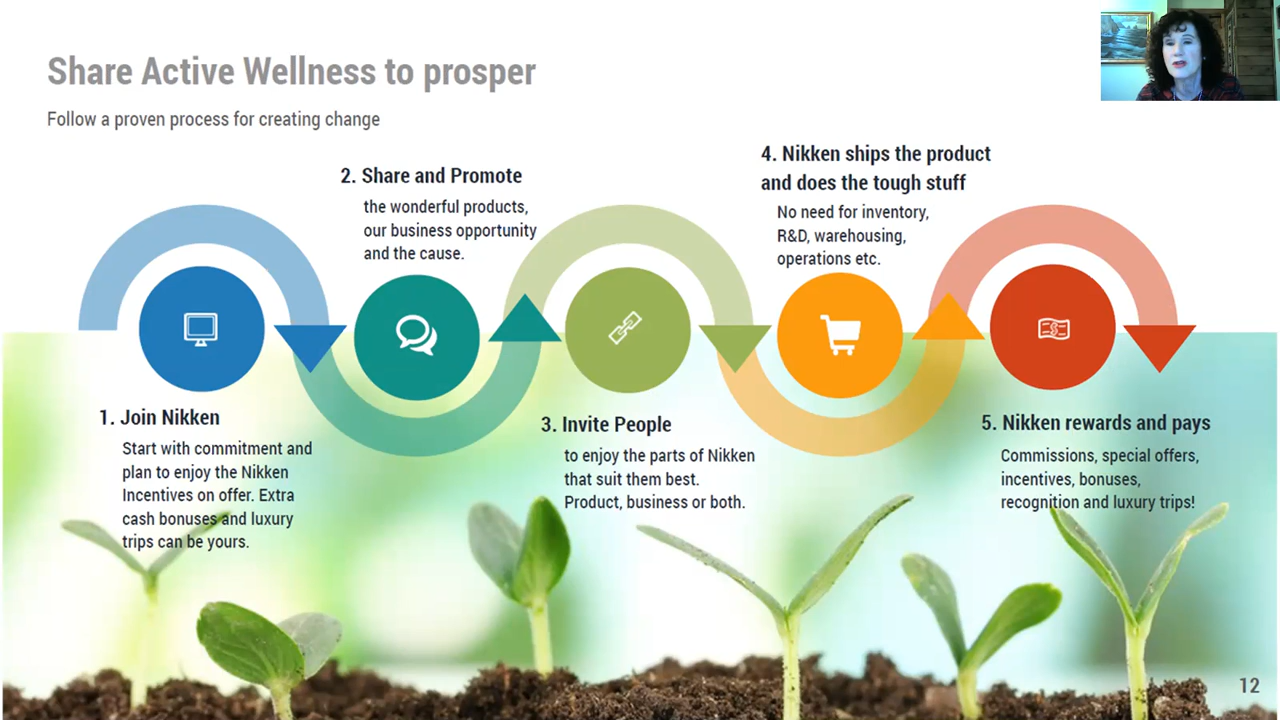 Share Active Wellness to prosper
Follow a proven process for creating change
1. Join Nikken
Start with commitment and
plan to enjoy the Nikken
Incentives on offer. Extra
cash bonuses and luxury
trips can be yours.
2. Share and Promote
the wonderful products,
our business opportunity
and the cause.
3. Invite People
to enjoy the parts of Nikken
that suit them best.
Product, business or both.
4. Nikken ships the product
and does the tough stuff
No need for inventory,
R&D, warehousing,
operations etc.
5. Nikken rewards and pays
Commissions, special offers,
incentives, bonuses,
recognition and luxury trips!
12